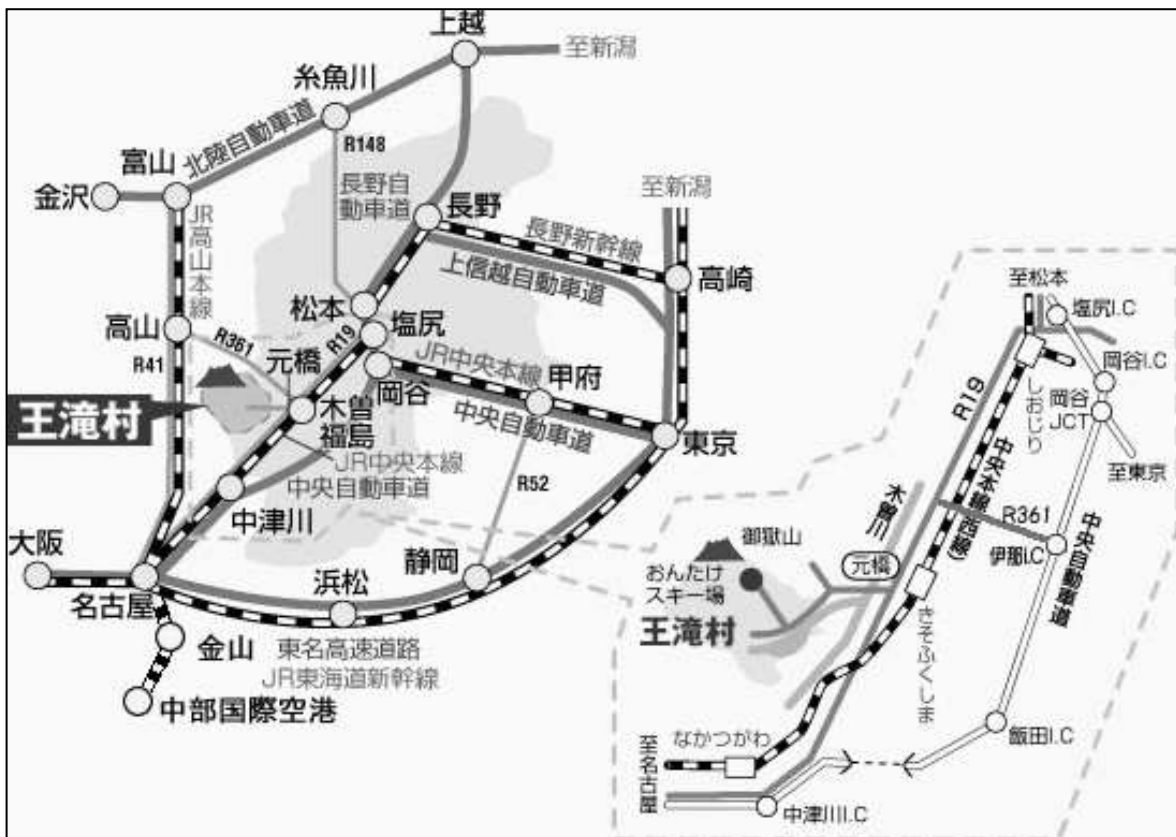 上越
至新潟
糸魚川
北陸自動車道
R148
富山
金沢
長野自
動車道
JR高山本線
長野
至新潟
長野新幹線
上信越自動車道
高崎
松本
塩尻
R19
高山
R361
元橋
R41
JR中央本線
岡谷
甲府
王滝村
木曽
福島
中央自動車道
東京
JR中央本線
中央自動車道
R52
中津川
大阪
名古屋
浜松
静岡
金山
東名高速道路
JR東海道新幹線
中部国際空港
至松本
塩尻I.C
岡谷I.C
岡谷
JCT
しおじり
R19
至東京
中央本線(西線)
木曽川
R361
伊那I.C
中央自動車道
御獄山
元橋
おんたけ
スキー場
王滝村
きそふくしま
飯田I.C
なかつがわ
至名古屋
中津川I.C